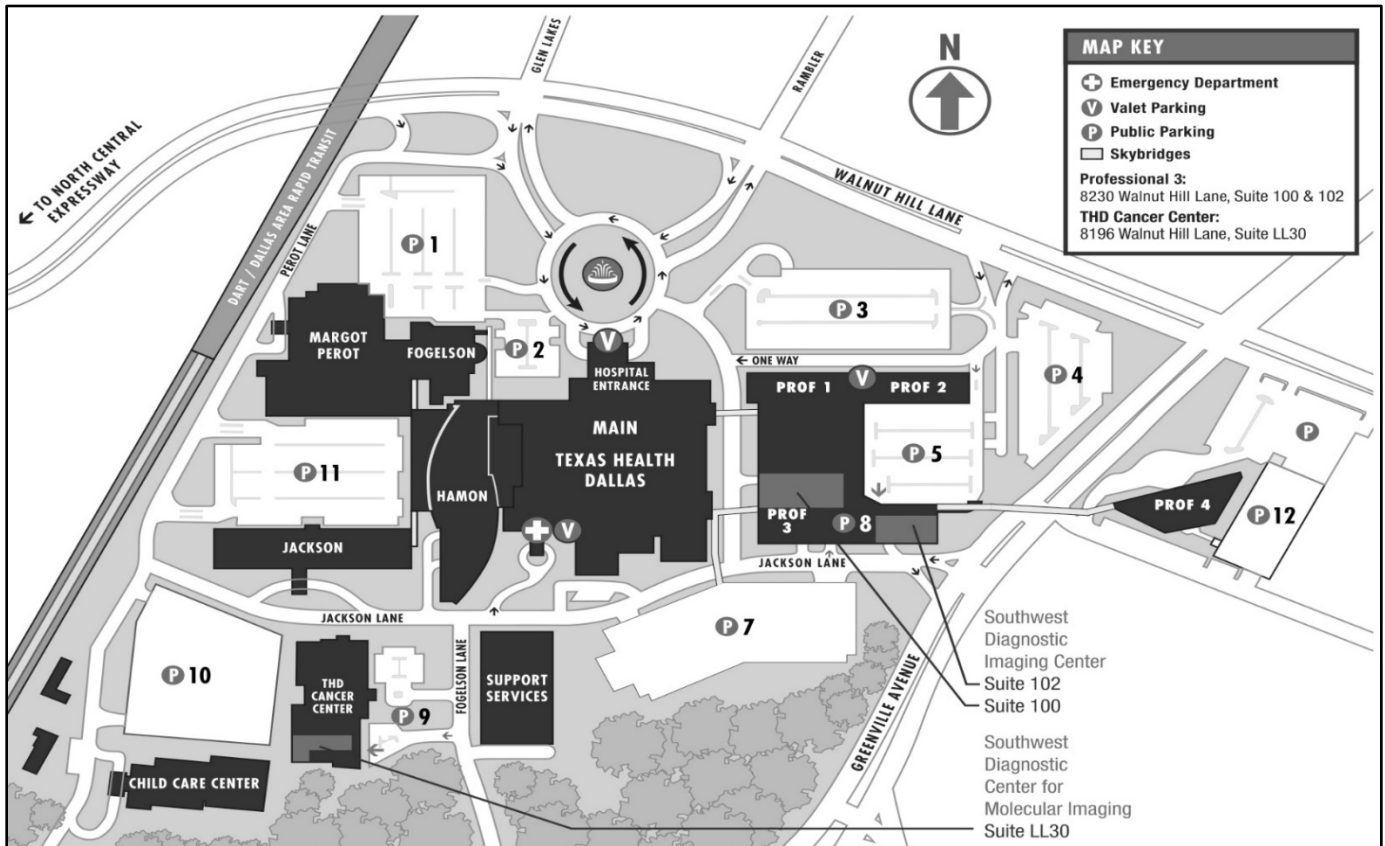 GLEN LAKES
RAMBLER
N
MAP KEY
Emergency Department
V Valet Parking
P Public Parking
Skybridges
Professional 3:
8230 Walnut Hill Lane, Suite 100 & 102
THD Cancer Center:
8196 Walnut Hill Lane, Suite LL30
← TO NORTH CENTRAL
EXPRESSWAY
DART / DALLAS AREA RAPID TRANSIT
PEROT LANE
WALNUT HILL LANE
P 1
P 2
P 3
P 4
MARGOT
PEROT
FOGELSON
V
HOSPITAL
ENTRANCE
← ONE WAY
PROF 1
V
PROF 2
P 5
MAIN
TEXAS HEALTH
DALLAS
P 11
HAMON
V
JACKSON
PROF
3
P 8
PROF 4
P
P 12
JACKSON LANE
JACKSON LANE
P 7
P 10
THD
CANCER
CENTER
P 9
FOGELSON LANE
SUPPORT
SERVICES
CHILD CARE CENTER
GREENVILLE AVENUE
Southwest
Diagnostic
Imaging Center
Suite 102
Suite 100
Southwest
Diagnostic
Center for
Molecular Imaging
Suite LL30